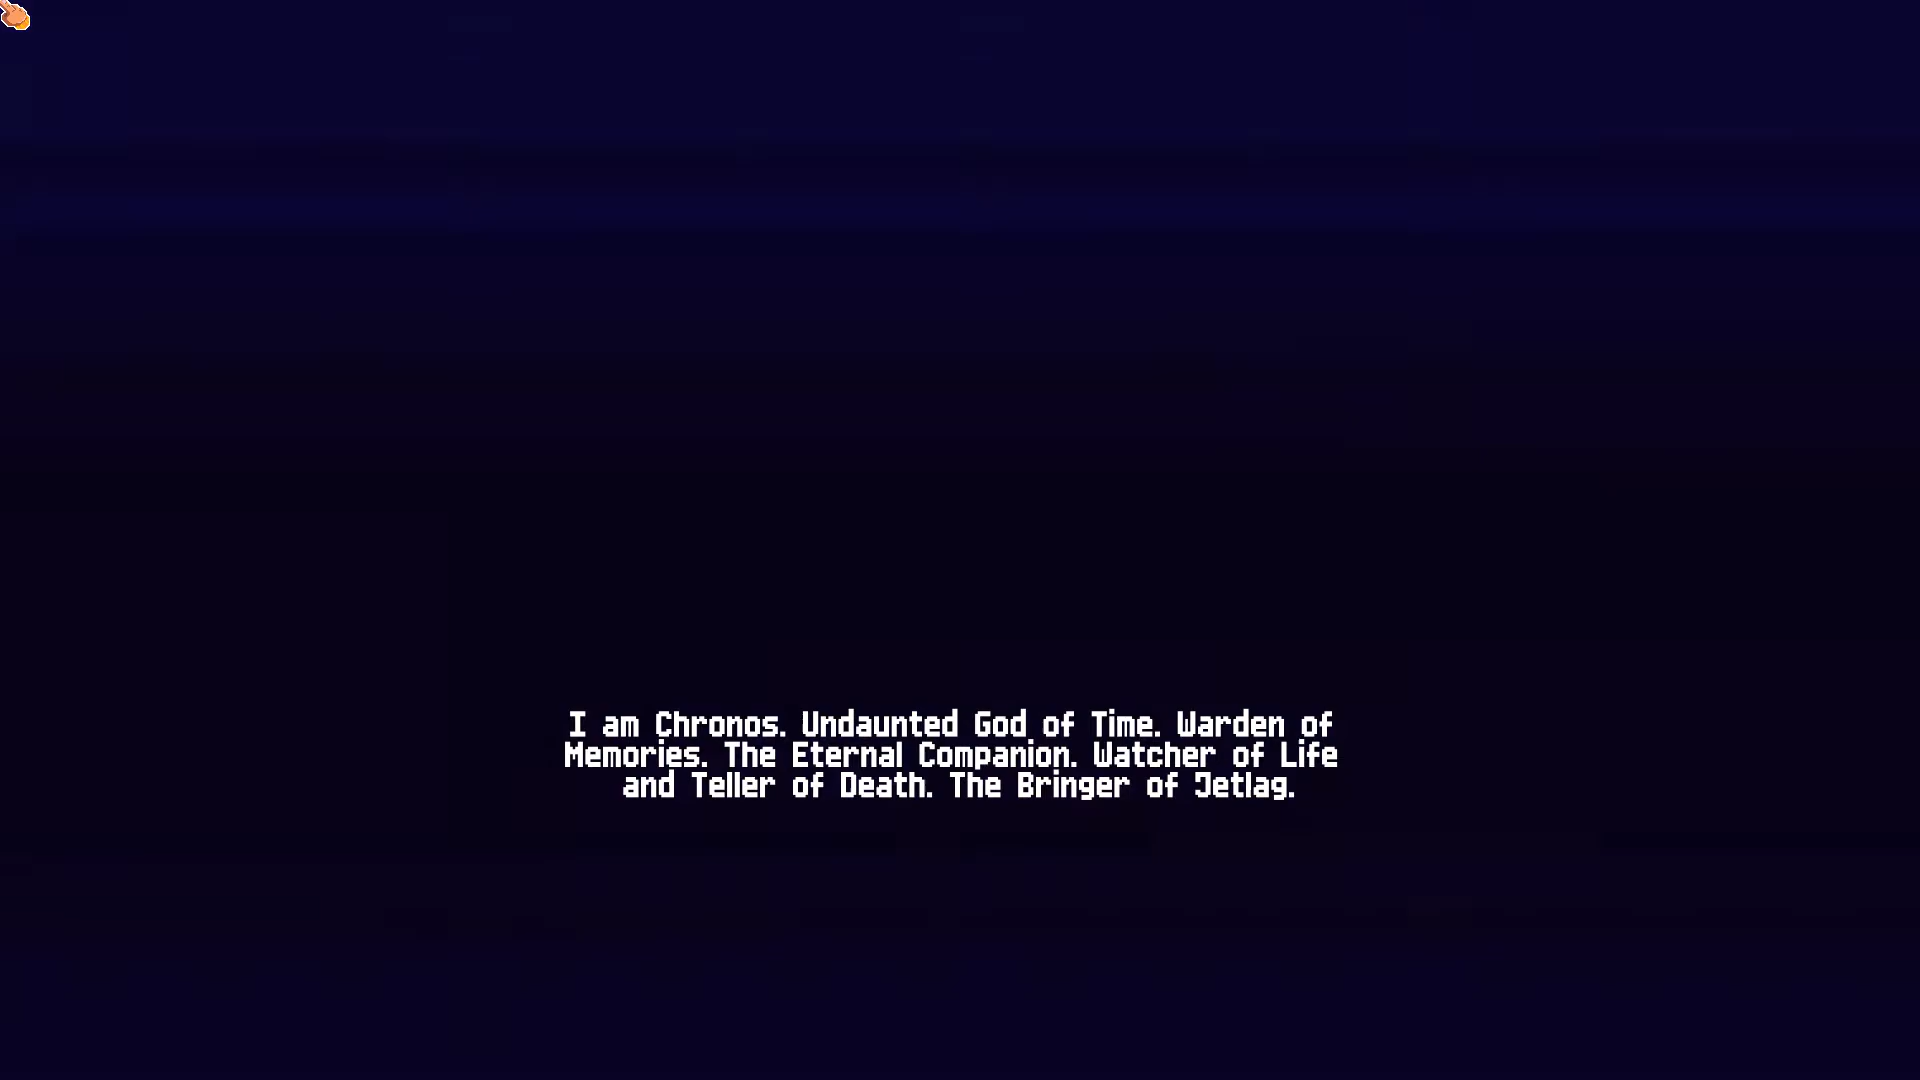 I am Chronos. Undaunted God of Time. Warden of
Memories. The Eternal Companion. Watcher of Life
and Teller of Death. The Bringer of Jetlag.